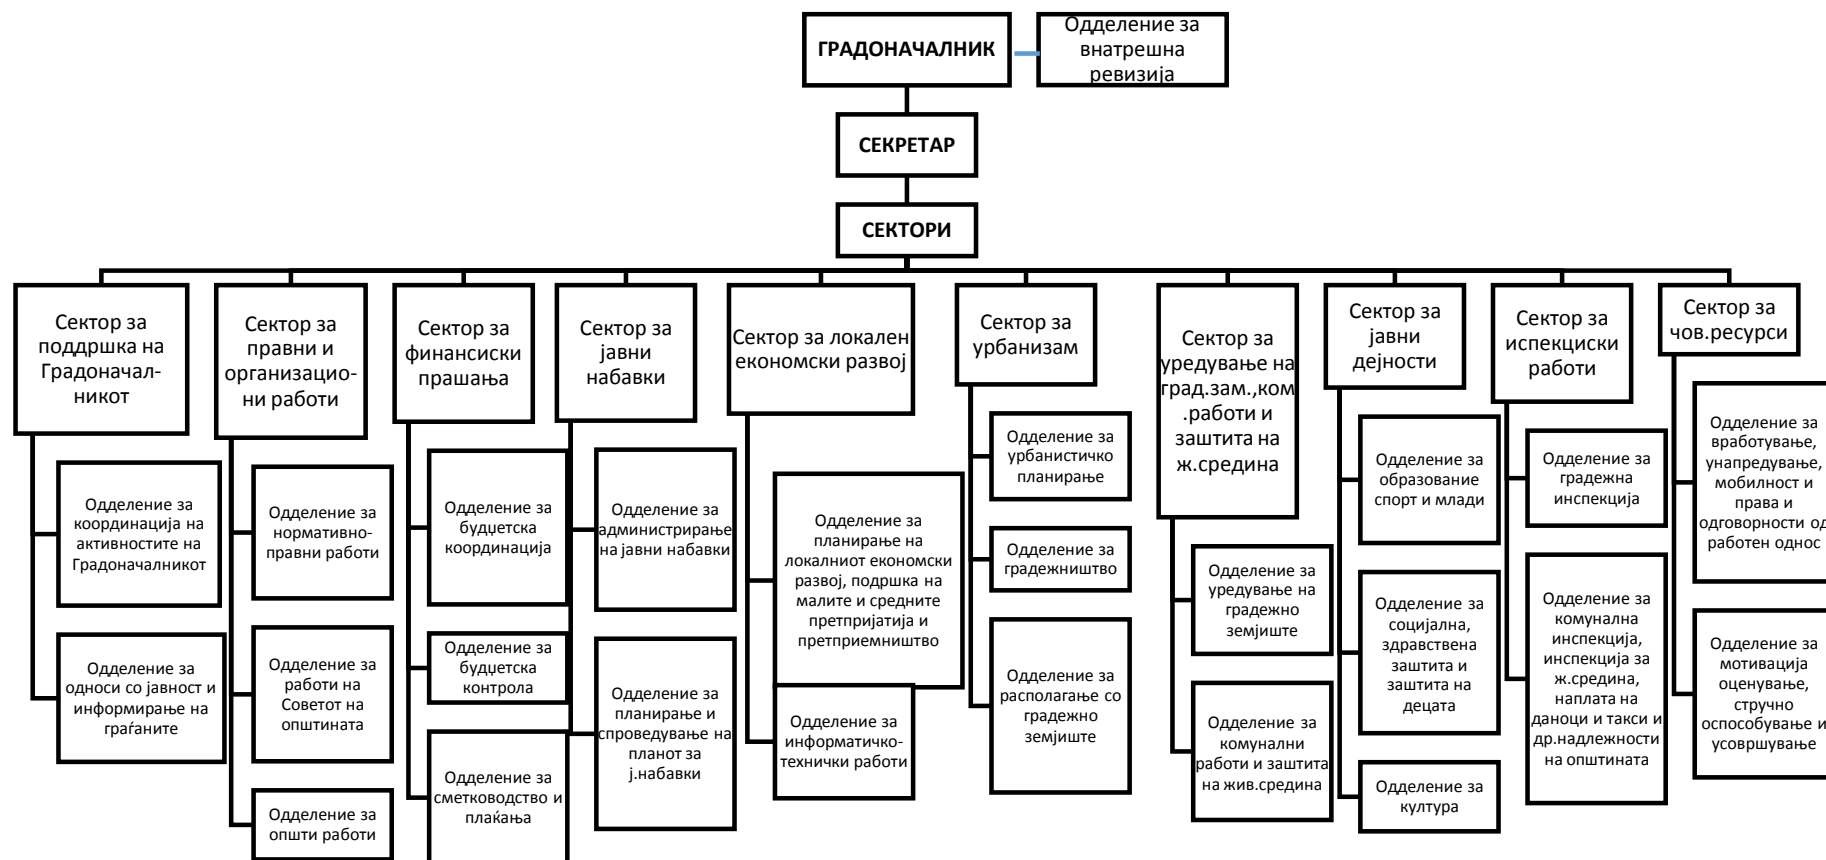 ГРАДОНАЧАЛНИК
Одделение за
внатрешна
ревизија
СЕКРЕТАР
СЕКТОРИ
Сектор за
поддршка на
Градоначал-
никот
Одделение за
координација на
активностите на
Градоначалникот
Одделение за
односи со јавност и
информирање на
граѓаните
Сектор за
правни и
организацио-
ни работи
Одделение за
нормативно-
правни работи
Одделение за
работи на
Советот на
општината
Одделение за
општи работи
Сектор за
финансиски
прашања
Одделение за
буџетска
координација
Одделение за
буџетска
контрола
Одделение за
сметководство и
плаќања
Сектор за
јавни
набавки
Одделение за
администрирање
на јавни набавки
Одделение за
планирање и
спроведување на
планот за
ј.набавки
Сектор за локален
економски развој
Одделение за
планирање на
локалниот економски
развој, подршка на
малите и средните
претпријатија и
претприемништво
Одделение за
информатичко-
технички работи
Сектор за
урбанизам
Одделение за
урбанистичко
планирање
Одделение за
градежништво
Одделение за
располагање со
градежно
земјиште
Сектор за
уредување на
град.зам.,ком
.работи и
заштита на
ж.средина
Одделение за
уредување на
градежно
земјиште
Одделение за
комунални
работи и заштита
на жив.средина
Сектор за
јавни
дејности
Одделение за
образование
спорт и млади
Одделение за
социјална,
здравствена
заштита и
заштита на
децата
Одделение за
култура
Сектор за
испекциски
работи
Одделение за
градежна
инспекција
Одделение за
комунална
инспекција,
инспекција за
ж.средина,
наплата на
даноци и такси и
др.надлежности
на општината
Сектор за
чов.ресурси
Одделение за
вработување,
унапредување,
мобилност и
права и
одговорности од
работен однос
Одделение за
мотивација
оценување,
стручно
оспособување и
усовршување